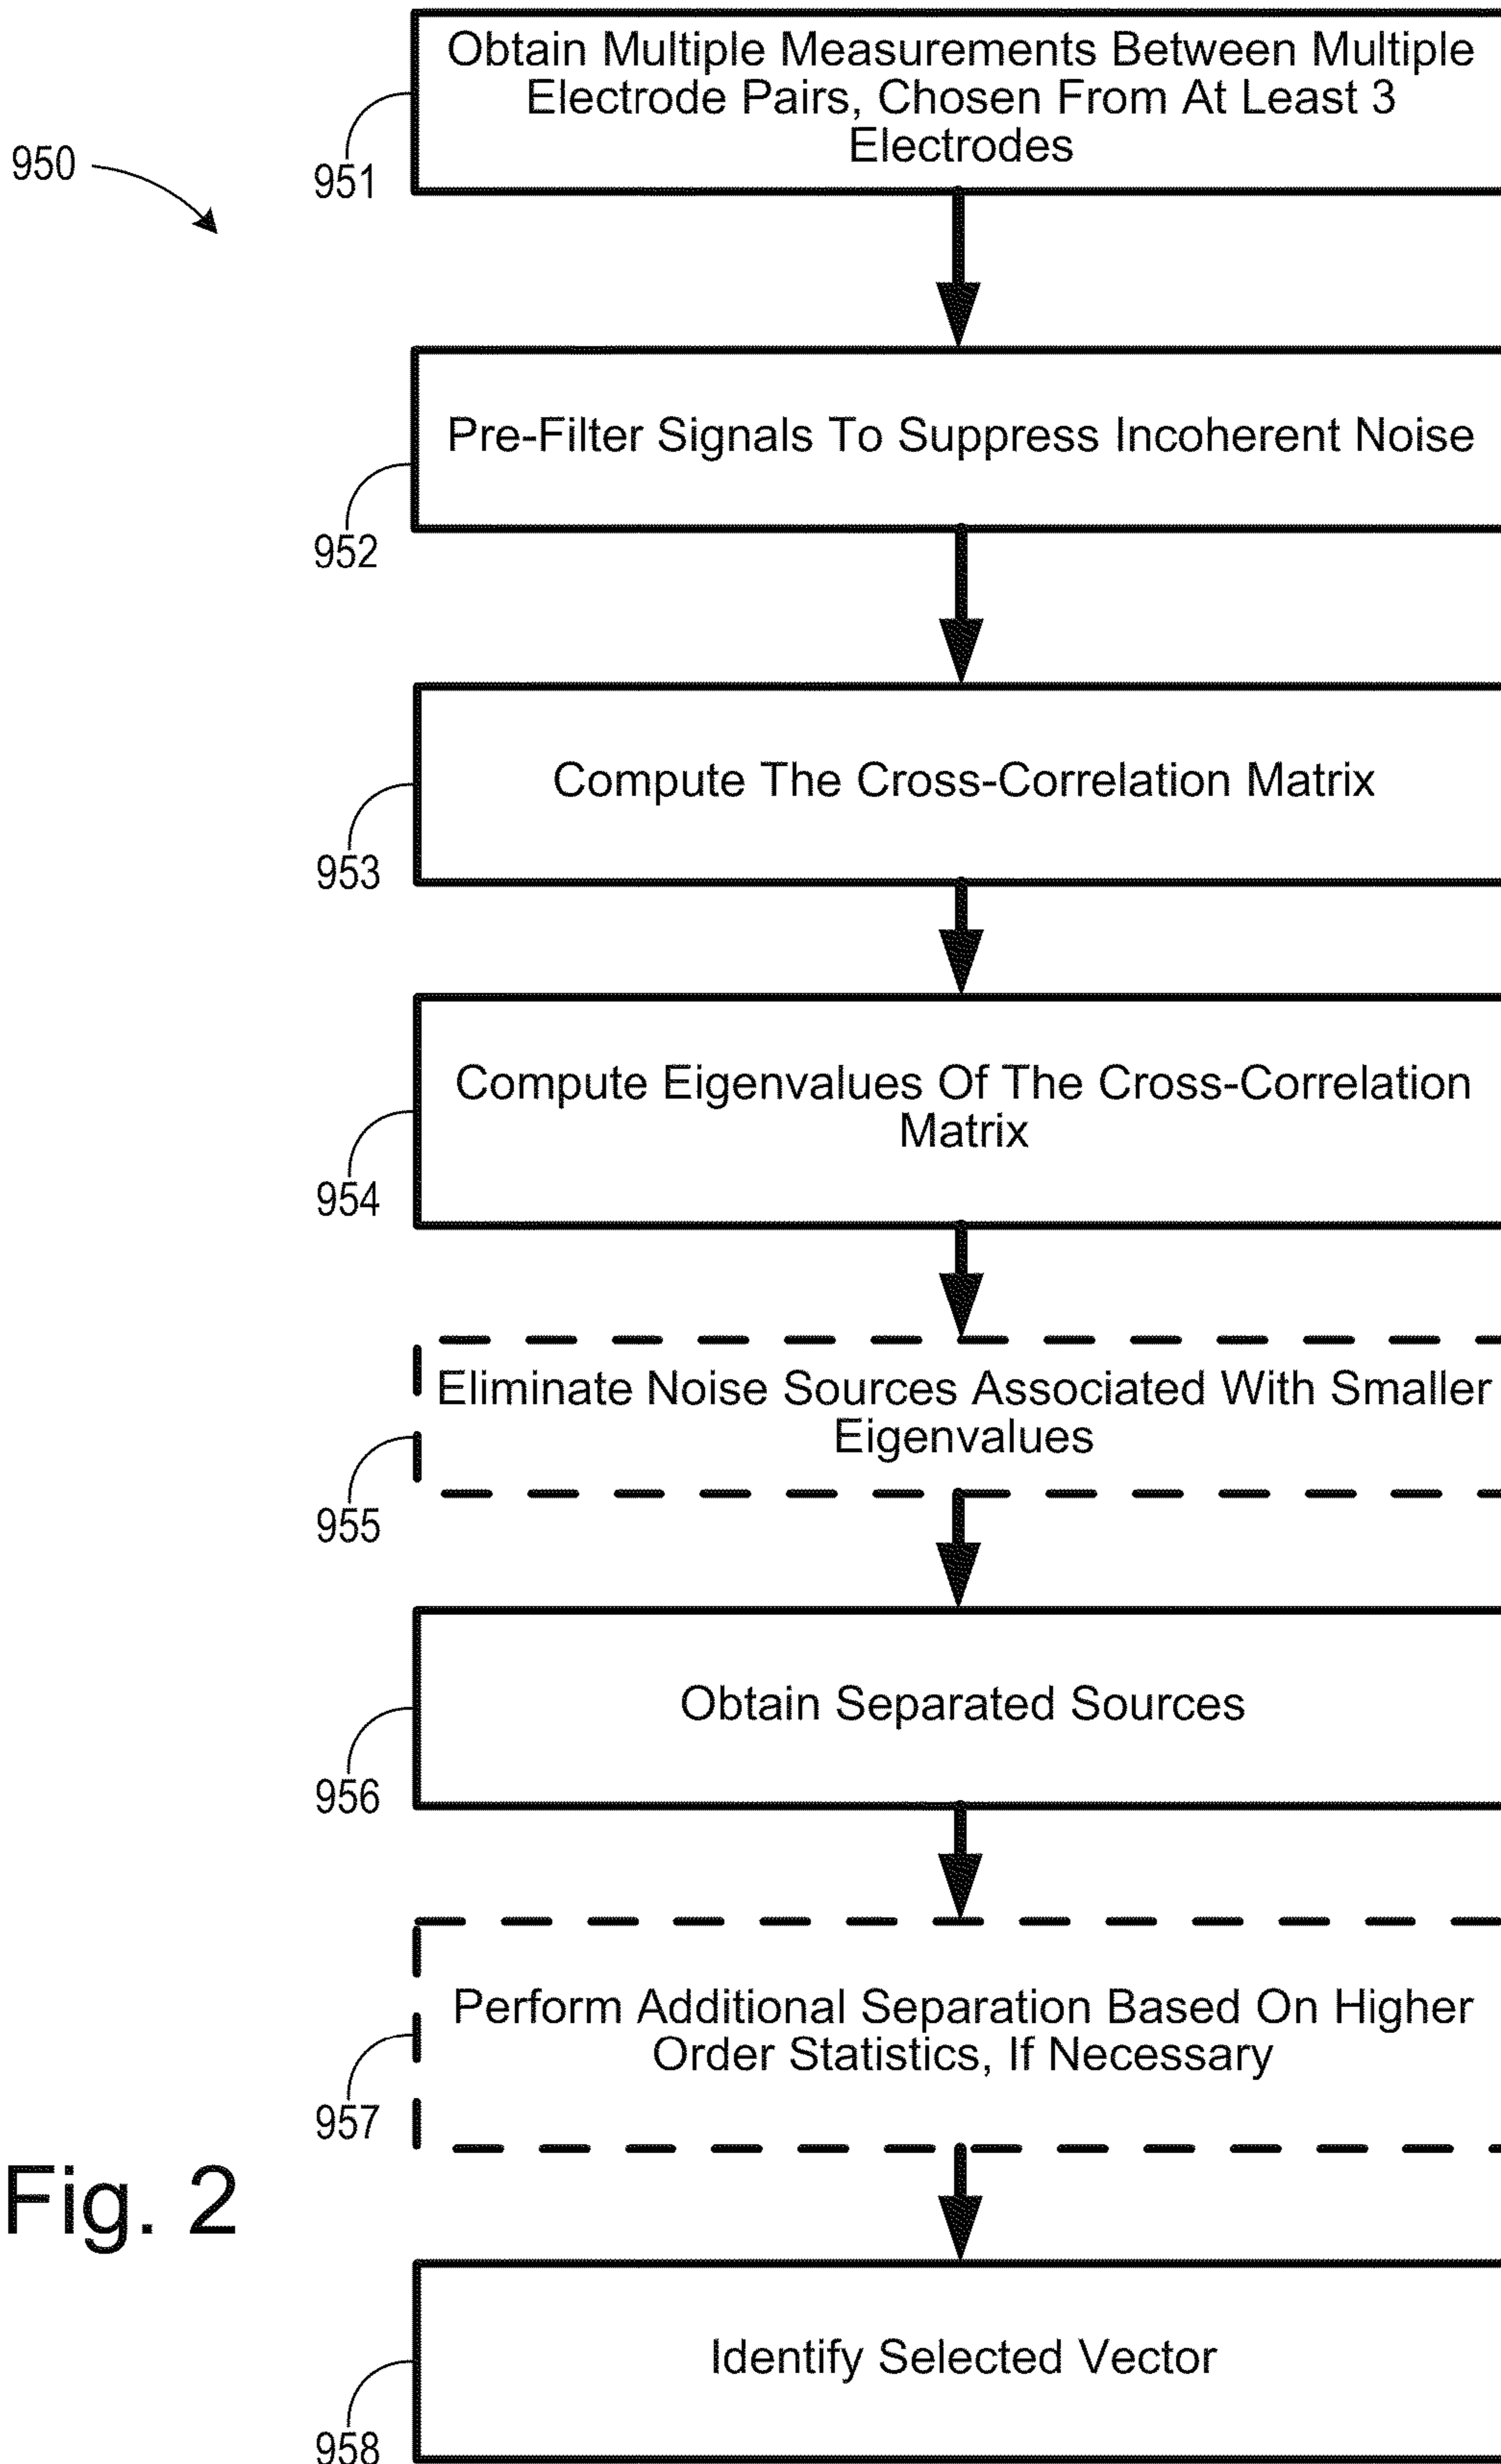 Obtain Multiple Measurements Between Multiple
Electrode Pairs, Chosen From At Least 3
Electrodes
950
951
Pre-Filter Signals To Suppress Incoherent Noise
952
Compute The Cross-Correlation Matrix
953
Compute Eigenvalues Of The Cross-Correlation
Matrix
954
Eliminate Noise Sources Associated With Smaller
Eigenvalues
955
Obtain Separated Sources
956
Perform Additional Separation Based On Higher
Order Statistics, If Necessary
957
Fig. 2
Identify Selected Vector
958